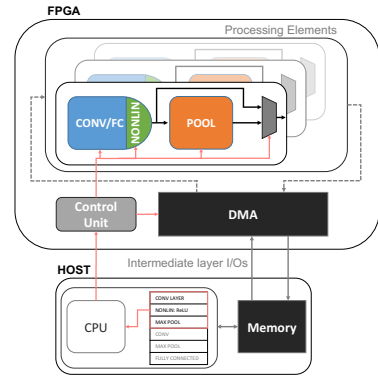 FPGA
Processing Elements
CONV/FC
NONLIN
POOL
Control
Unit
DMA
Intermediate layer I/Os
HOST
CPU
CONV LAYER
NONLIN: ReLU
MAX POOL
CONV
MAX POOL
FULLY CONNECTED
Memory